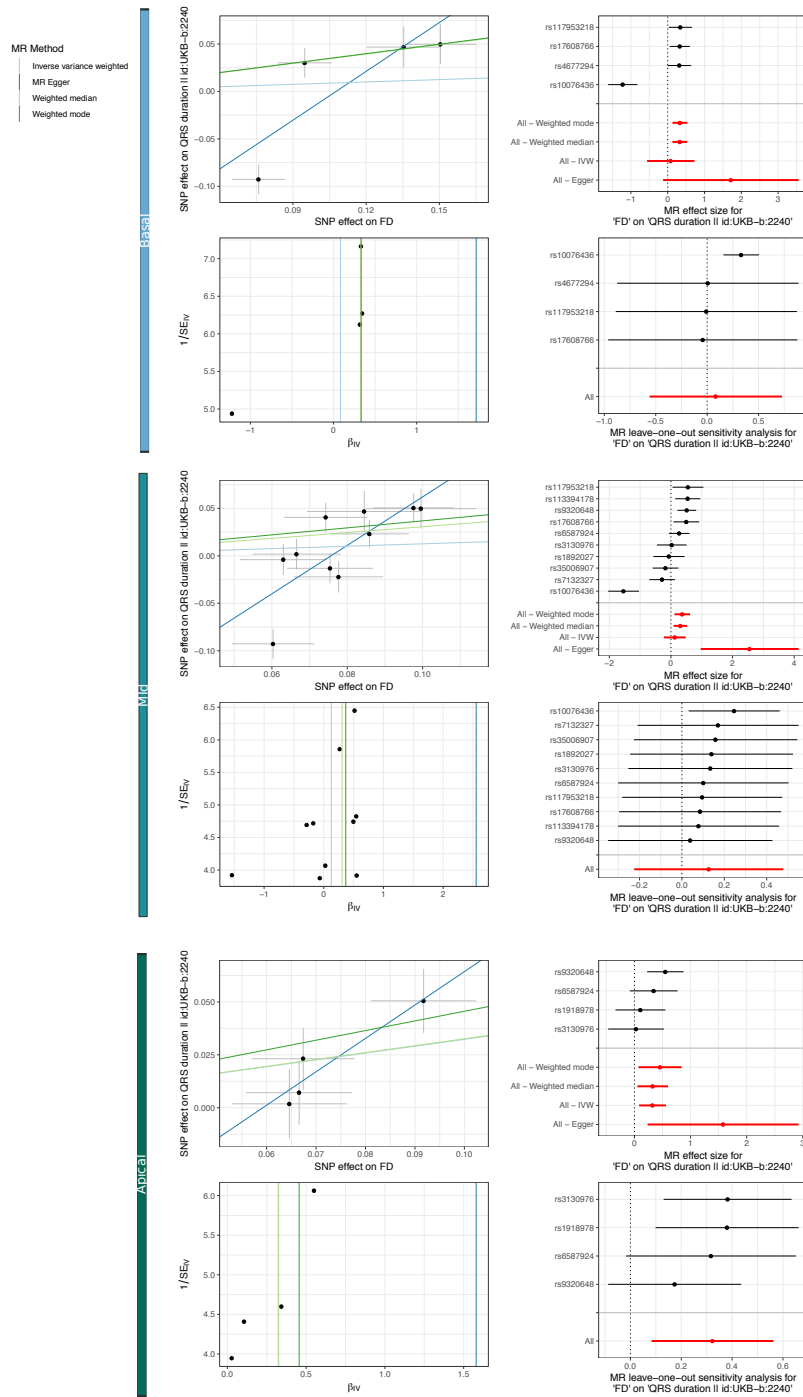 MR Method
Inverse variance weighted
MR Egger
Weighted median
Weighted mode
Basal
SNP effect on QRS duration II id:UKB-b:2240
0.05
0.00
−0.05
−0.10
0.09
0.12
0.15
SNP effect on FD
rs117953218
rs17608766
rs4677294
rs10076436
All − Weighted mode
All − Weighted median
All − IVW
All − Egger
−1
0
1
2
3
MR effect size for
'FD' on 'QRS duration II id:UKB-b:2240'
1/SE_IV
7.0
6.5
6.0
5.5
5.0
−1
0
1
β_IV
rs10076436
rs4677294
rs117953218
rs17608766
All
−1.0
−0.5
0.0
0.5
MR leave−one−out sensitivity analysis for
'FD' on 'QRS duration II id:UKB-b:2240'
Mid
SNP effect on QRS duration II id:UKB-b:2240
0.05
0.00
−0.05
−0.10
0.06
0.08
0.10
SNP effect on FD
rs117953218
rs113394178
rs9320648
rs17608766
rs6587924
rs3130976
rs1892027
rs35006907
rs7132327
rs10076436
All − Weighted mode
All − Weighted median
All − IVW
All − Egger
−2
0
2
4
MR effect size for
'FD' on 'QRS duration II id:UKB-b:2240'
1/SE_IV
6.5
6.0
5.5
5.0
4.5
4.0
−1
0
1
2
β_IV
rs10076436
rs7132327
rs35006907
rs1892027
rs3130976
rs6587924
rs117953218
rs17608766
rs113394178
rs9320648
All
−0.2
0.0
0.2
0.4
MR leave−one−out sensitivity analysis for
'FD' on 'QRS duration II id:UKB-b:2240'
Apical
SNP effect on QRS duration II id:UKB-b:2240
0.050
0.025
0.000
0.06
0.07
0.08
0.09
0.10
SNP effect on FD
rs9320648
rs6587924
rs1918978
rs3130976
All − Weighted mode
All − Weighted median
All − IVW
All − Egger
0
1
2
3
MR effect size for
'FD' on 'QRS duration II id:UKB-b:2240'
1/SE_IV
6.0
5.5
5.0
4.5
4.0
0.0
0.5
1.0
1.5
β_IV
rs3130976
rs1918978
rs6587924
rs9320648
All
0.0
0.2
0.4
0.6
MR leave−one−out sensitivity analysis for
'FD' on 'QRS duration II id:UKB-b:2240'